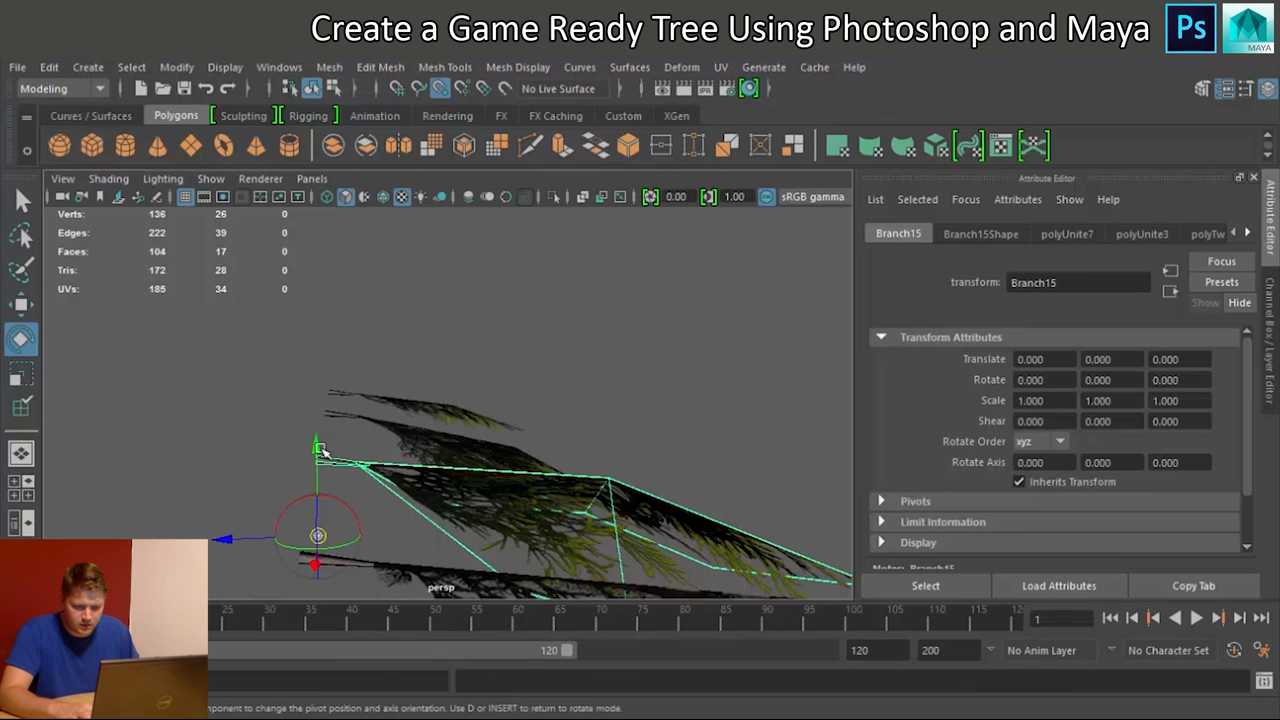 Create a Game Ready Tree Using Photoshop and Maya
Ps
MAYA
File Edit Create Select Modify Display Windows Mesh Edit Mesh Mesh Tools Mesh Display Curves Surfaces Deform UV Generate Cache Help
Modeling
No Live Surface
Curves / Surfaces Polygons Sculpting Rigging Animation Rendering FX FX Caching Custom XGen
View Shading Lighting Show Renderer Panels
0.00 1.00 sRGB gamma
Verts: 136 26 0
Edges: 222 39 0
Faces: 104 17 0
Tris: 172 28 0
UVs: 185 34 0
persp
Attribute Editor
List Selected Focus Attributes Show Help
Branch15 Branch15Shape polyUnite7 polyUnite3 polyTw
Focus
Presets
Show Hide
transform: Branch15
Transform Attributes
Translate 0.000 0.000 0.000
Rotate 0.000 0.000 0.000
Scale 1.000 1.000 1.000
Shear 0.000 0.000 0.000
Rotate Order xyz
Rotate Axis 0.000 0.000 0.000
Inherits Transform
Pivots
Limit Information
Display
Select Load Attributes Copy Tab
Attribute Editor
Channel Box / Layer Editor
25 30 35 40 45 50 55 60 65 70 75 80 85 90 95 100 105 110 115 12
1
120 120 200 No Anim Layer No Character Set
omponent to change the pivot position and axis orientation. Use D or INSERT to return to rotate mode.